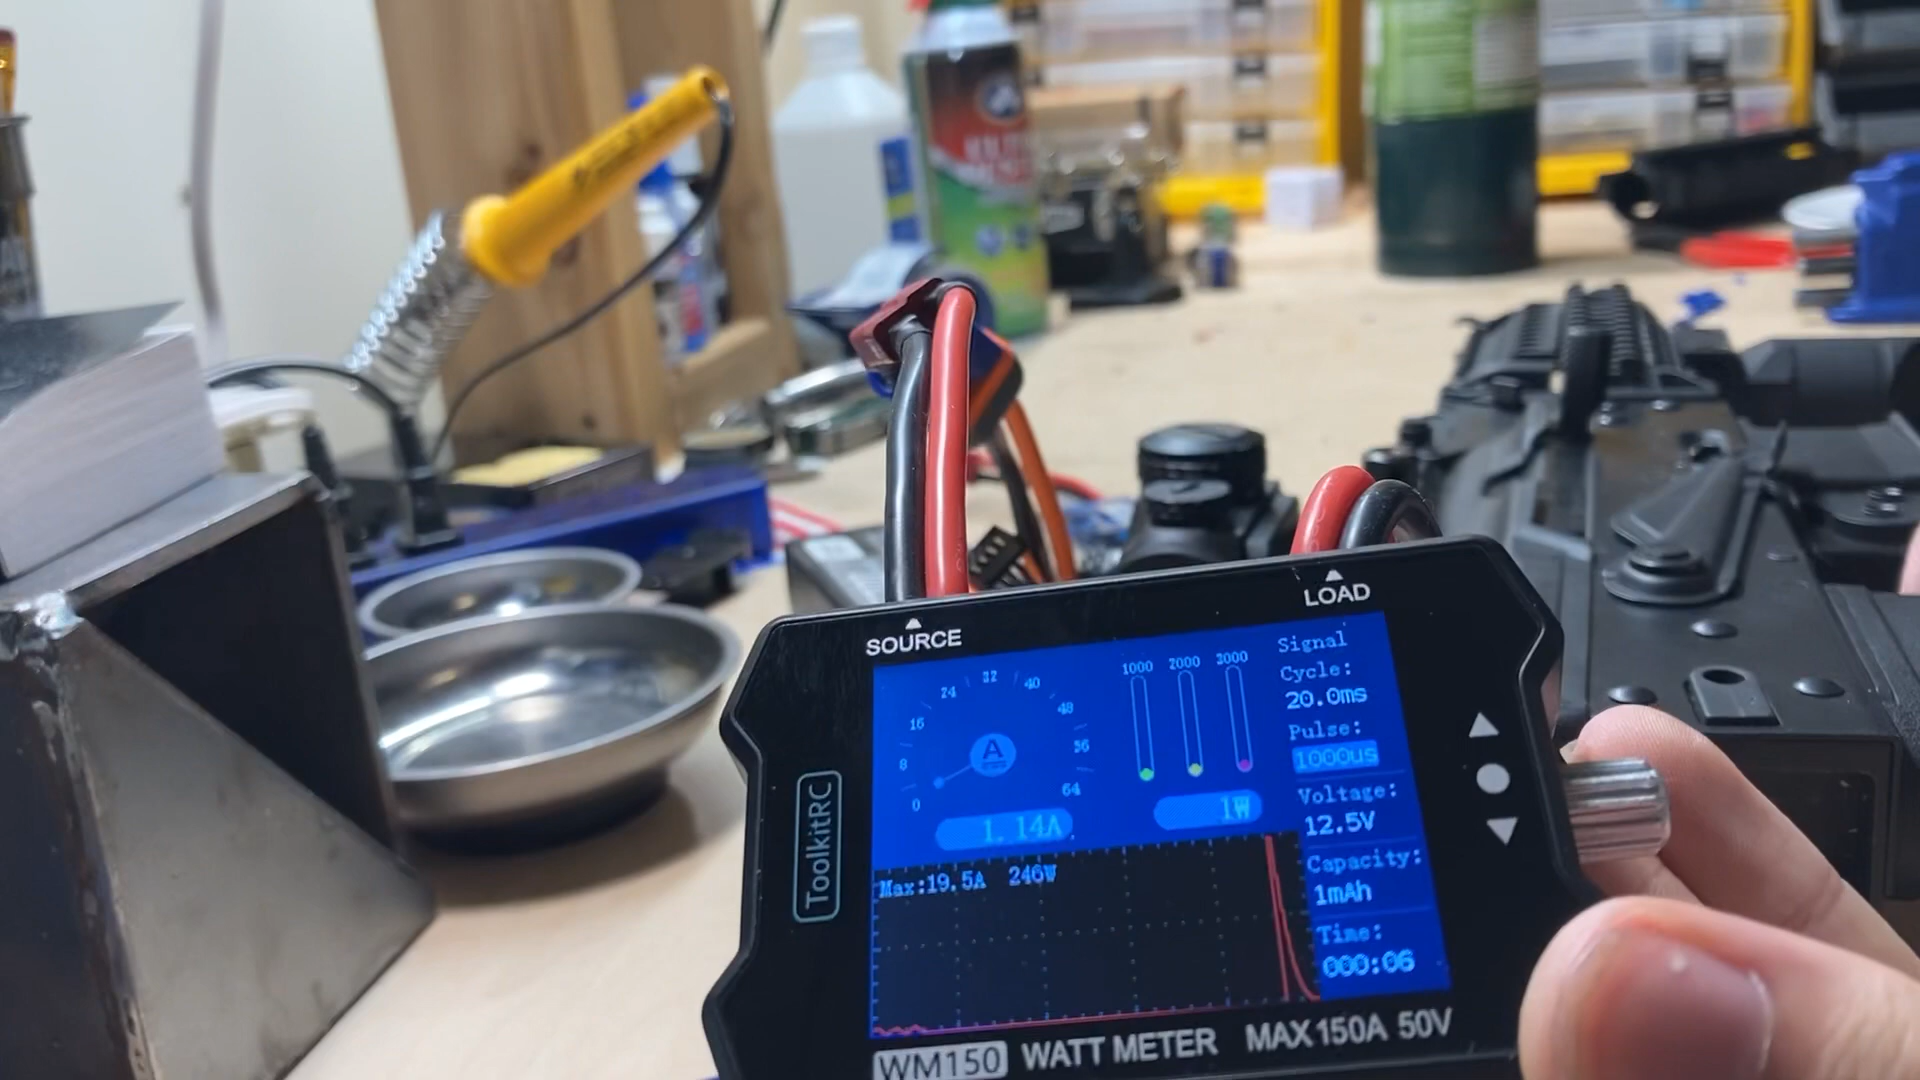 SOURCE
LOAD
ToolkitRC
0
8
16
24
32
40
48
56
64
A
1.14A
1000 2000 3000
1W
Signal
Cycle:
20.0ms
Pulse:
1000us
Voltage:
12.5V
Capacity:
1mAh
Time:
000:06
Max:19.5A 246W
WM150 WATT METER MAX150A 50V